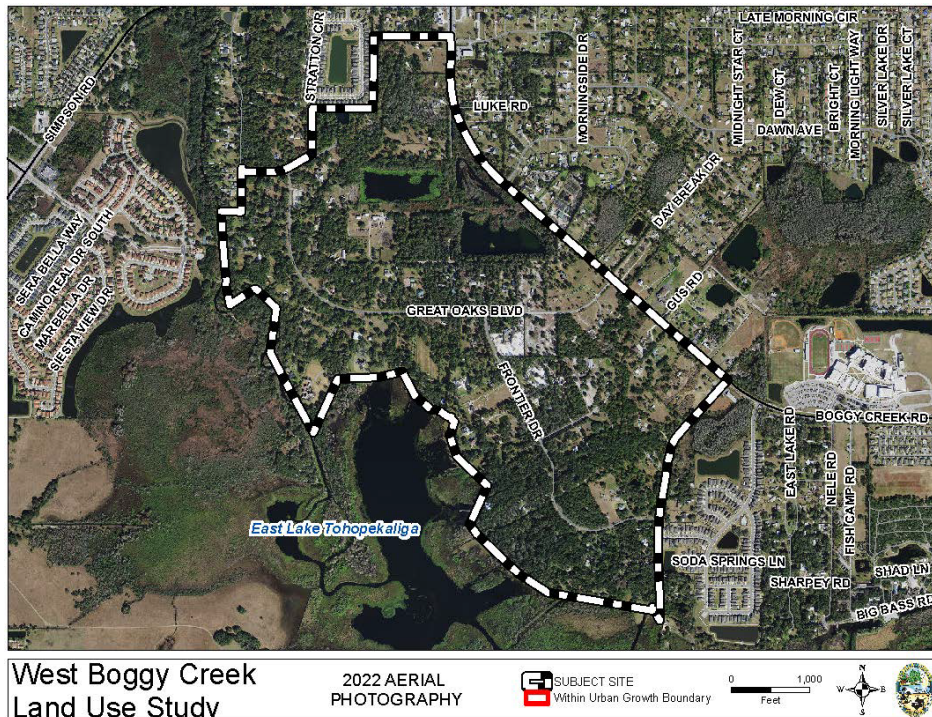 LATE MORNING CIR
STRATTON CIR
SIMPSON RD
LUKE RD
MORNINGSIDE DR
MIDNIGHT STAR CT
DEW CT
BRIGHT CT
MORNING LIGHT WAY
SILVER LAKE DR
SILVER LAKE CT
DAWN AVE
DAY BREAK DR
SERA BELLA WAY
CAMINO REAL DR SOUTH
MARBELLA DR
SIESTA VIEW DR
GUS RD
GREAT OAKS BLVD
FRONTIER DR
BOGGY CREEK RD
EAST LAKE RD
NELE RD
FISH CAMP RD
East Lake Tohopekaliga
SODA SPRINGS LN
SHARPEY RD
SHAD LN
BIG BASS RD
West Boggy Creek
Land Use Study
2022 AERIAL
PHOTOGRAPHY
SUBJECT SITE
Within Urban Growth Boundary
0 1,000
Feet
N
W E
S